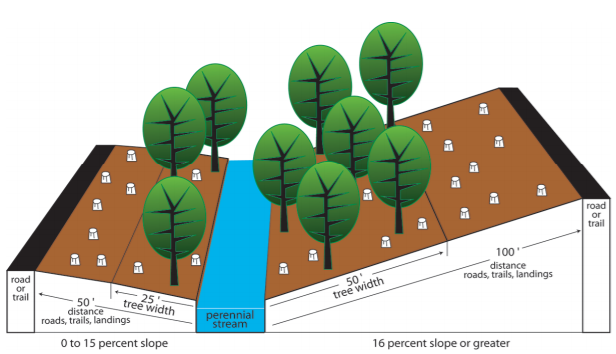 road
or
trail
50 '
distance
roads, trails, landings
25 '
tree width
perennial
stream
50 '
tree width
100 '
distance
roads, trails, landings
road
or
trail
0 to 15 percent slope
16 percent slope or greater